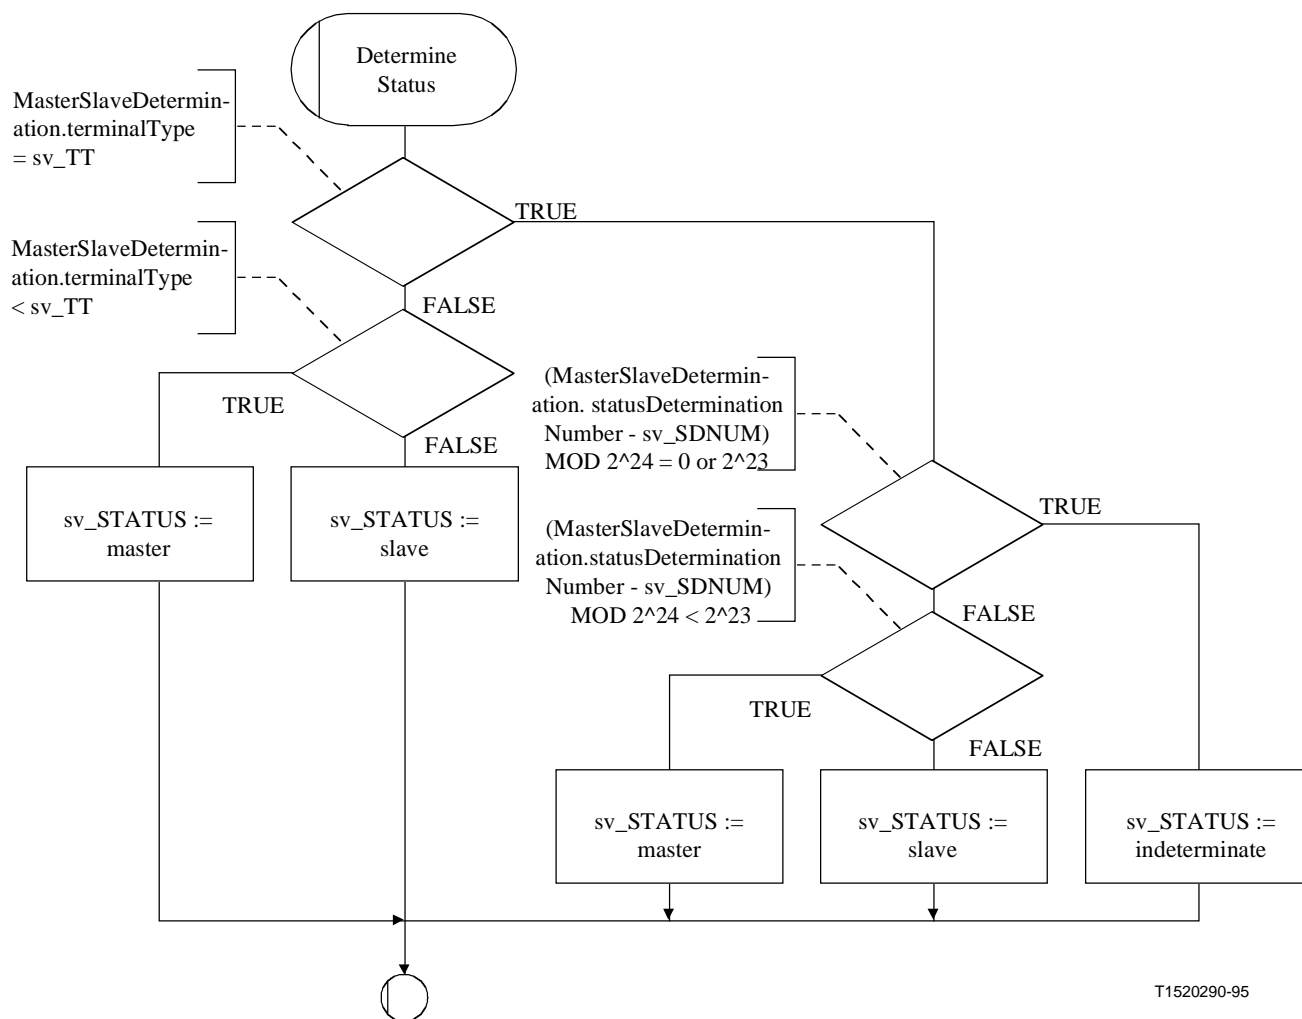 Determine
Status
MasterSlaveDetermin-
ation.terminalType
= sv_TT
TRUE
MasterSlaveDetermin-
ation.terminalType
< sv_TT
FALSE
TRUE
FALSE
(MasterSlaveDetermin-
ation. statusDetermination
Number - sv_SDNUM)
MOD 2^24 = 0 or 2^23
TRUE
sv_STATUS :=
master
sv_STATUS :=
slave
(MasterSlaveDetermin-
ation.statusDetermination
Number - sv_SDNUM)
MOD 2^24 < 2^23
FALSE
TRUE
FALSE
sv_STATUS :=
master
sv_STATUS :=
slave
sv_STATUS :=
indeterminate
T1520290-95